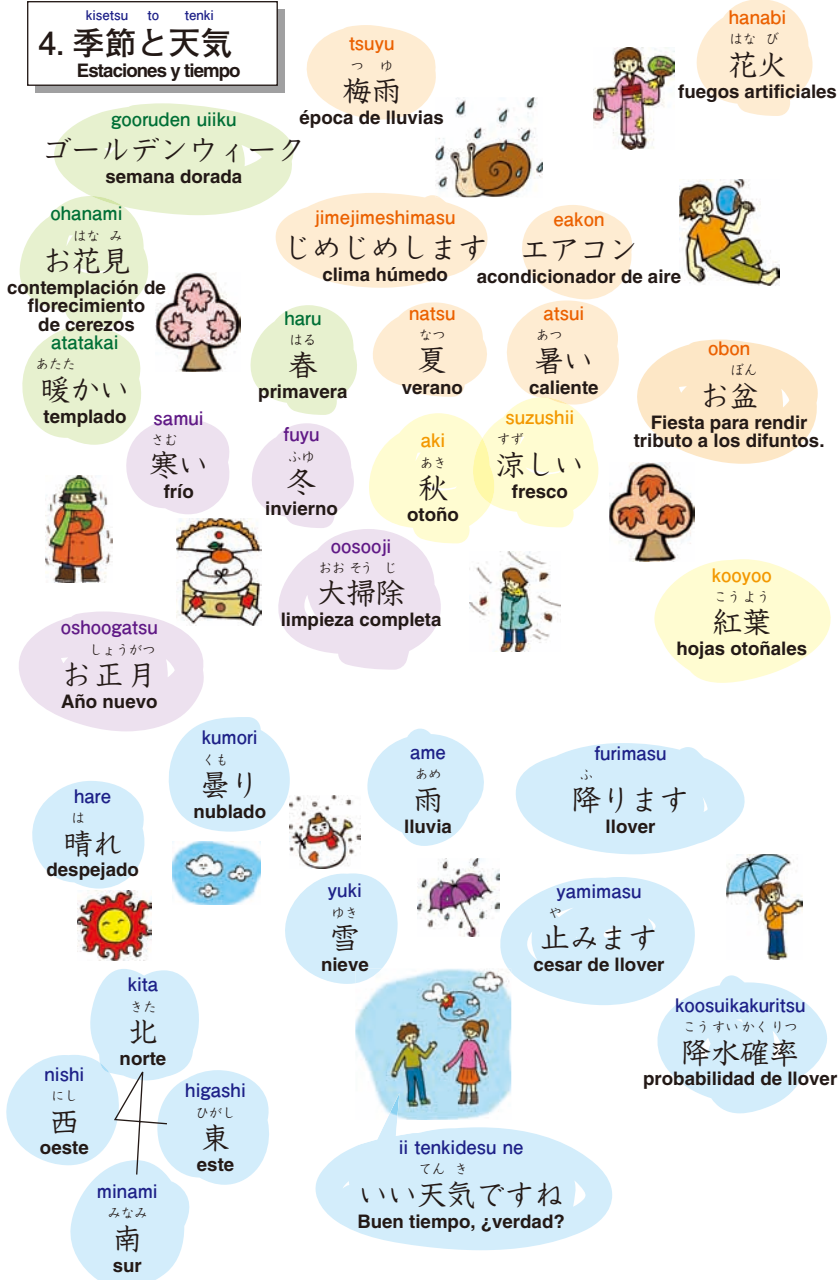 kisetsu to tenki
4. 季節と天気
Estaciones y tiempo
tsuyu
つ ゆ
梅雨
época de lluvias
hanabi
はな び
花火
fuegos artificiales
gooruden uiiku
ゴールデンウィーク
semana dorada
ohanami
はな み
お花見
contemplación de
florecimiento
de cerezos
jimejimeshimasu
じめじめします
clima húmedo
eakon
エアコン
acondicionador de aire
atatakai
あたた
暖かい
templado
haru
はる
春
primavera
natsu
なつ
夏
verano
atsui
あつ
暑い
caliente
obon
ぼん
お盆
Fiesta para rendir
tributo a los difuntos.
samui
さむ
寒い
frío
fuyu
ふゆ
冬
invierno
aki
あき
秋
otoño
suzushii
すず
涼しい
fresco
oosooji
おお そう じ
大掃除
limpieza completa
kooyoo
こう よう
紅葉
hojas otoñales
oshoogatsu
しょうがつ
お正月
Año nuevo
kumori
くも
曇り
nublado
ame
あめ
雨
lluvia
furimasu
ふ
降ります
llover
hare
は
晴れ
despejado
yuki
ゆき
雪
nieve
yamimasu
や
止みます
cesar de llover
kita
きた
北
norte
koosuikakuritsu
こう すい かく りつ
降水確率
probabilidad de llover
nishi
にし
西
oeste
higashi
ひがし
東
este
minami
みなみ
南
sur
ii tenkidesu ne
てん き
いい天気ですね
Buen tiempo, ¿verdad?